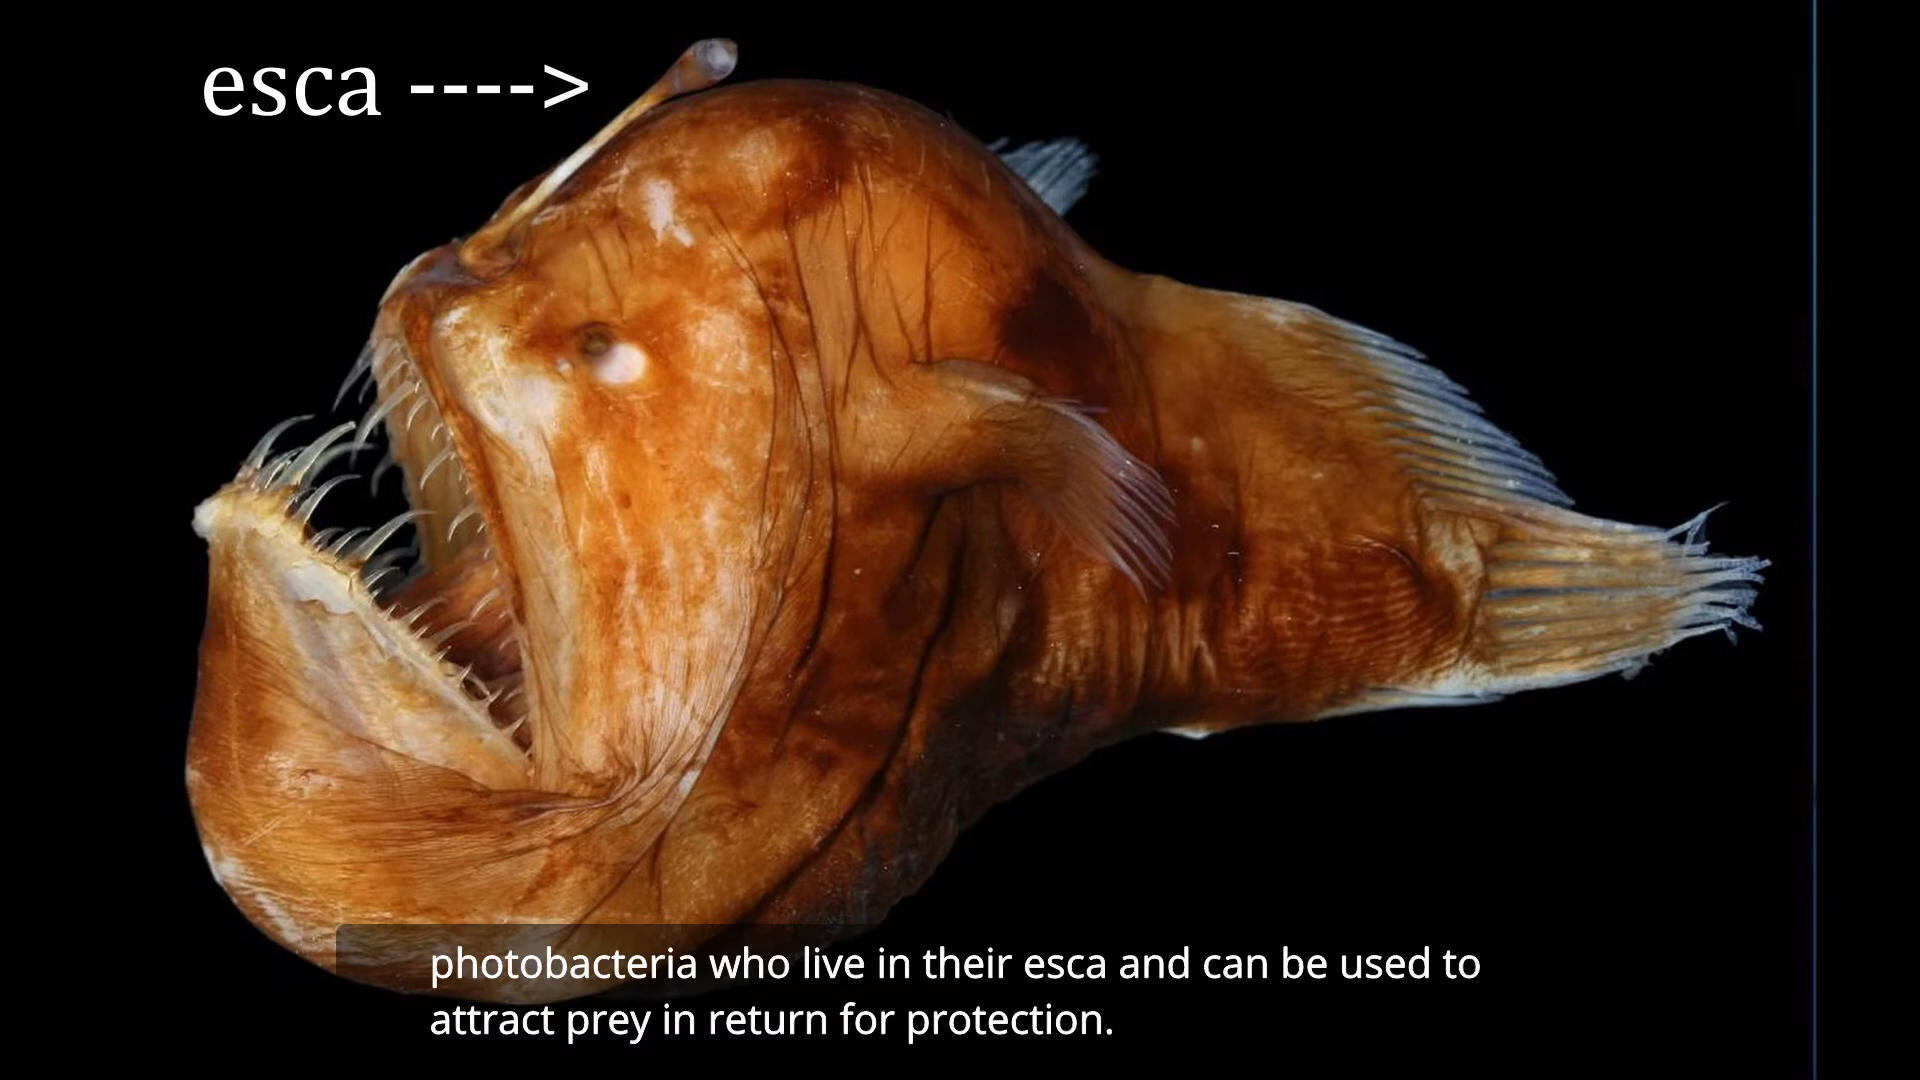 esca ---->
photobacteria who live in their esca and can be used to
attract prey in return for protection.